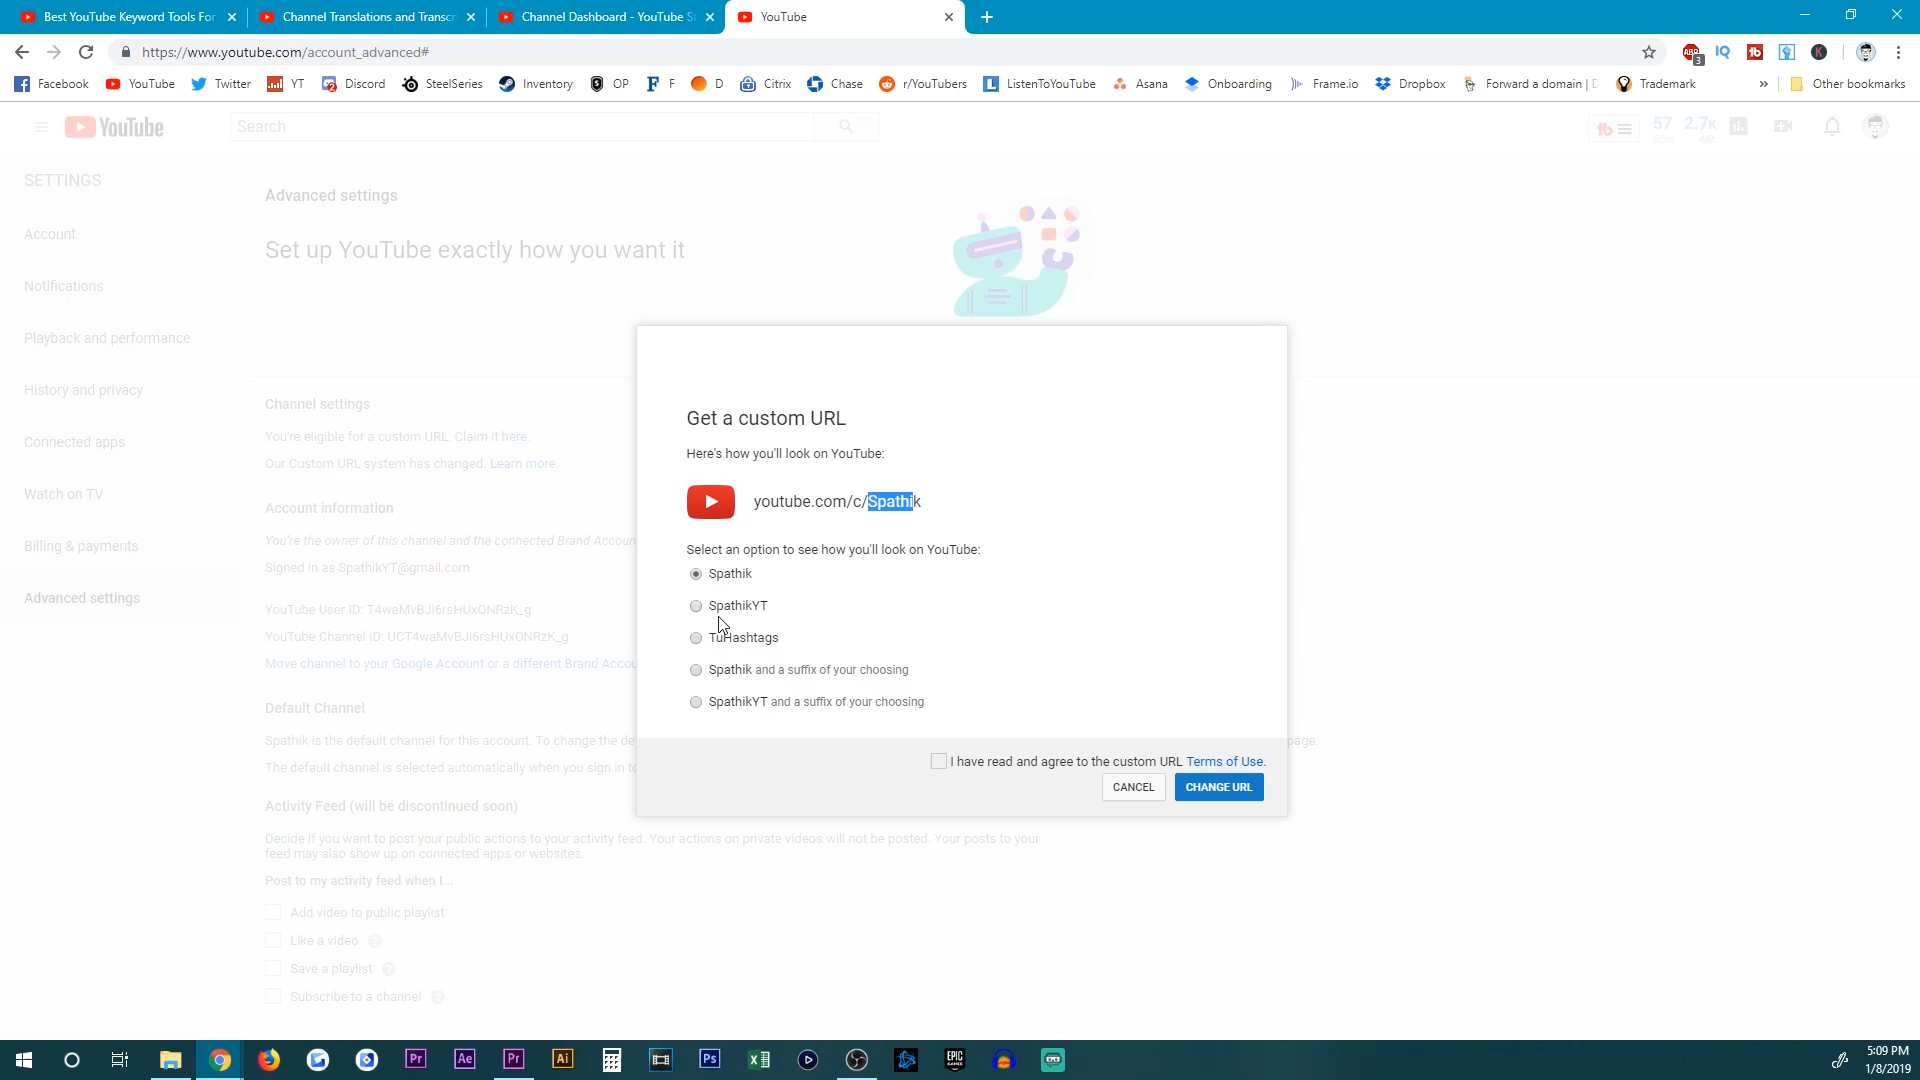 Best YouTube Keyword Tools For
Channel Translations and Transcr
Channel Dashboard - YouTube S
YouTube
https://www.youtube.com/account_advanced#
Facebook
YouTube
Twitter
YT
Discord
SteelSeries
Inventory
OP
F
D
Citrix
Chase
r/YouTubers
ListenToYouTube
Asana
Onboarding
Frame.io
Dropbox
Forward a domain | D
Trademark
Other bookmarks
YouTube
Search
57
60m
2.7K
48h
SETTINGS
Account
Notifications
Playback and performance
History and privacy
Connected apps
Watch on TV
Billing & payments
Advanced settings
Advanced settings
Set up YouTube exactly how you want it
Channel settings
You're eligible for a custom URL. Claim it here.
Our Custom URL system has changed. Learn more.
Account information
You're the owner of this channel and the connected Brand Accoun
Signed in as SpathikYT@gmail.com
YouTube User ID: T4waMvBJi6rsHUxONRzK_g
YouTube Channel ID: UCT4waMvBJi6rsHUxONRzK_g
Move channel to your Google Account or a different Brand Accou
Default Channel
Spathik is the default channel for this account. To change the de
page.
The default channel is selected automatically when you sign in to
Activity Feed (will be discontinued soon)
Decide if you want to post your public actions to your activity feed. Your actions on private videos will not be posted. Your posts to your
feed may also show up on connected apps or websites.
Post to my activity feed when I...
Add video to public playlist
Like a video ?
Save a playlist ?
Subscribe to a channel ?
Get a custom URL
Here's how you'll look on YouTube:
youtube.com/c/Spathik
Select an option to see how you'll look on YouTube:
Spathik
SpathikYT
TuHashtags
Spathik and a suffix of your choosing
SpathikYT and a suffix of your choosing
I have read and agree to the custom URL Terms of Use.
CANCEL
CHANGE URL
Pr
Ae
Pr
Ai
Ps
EPIC
GAMES
5:09 PM
1/8/2019